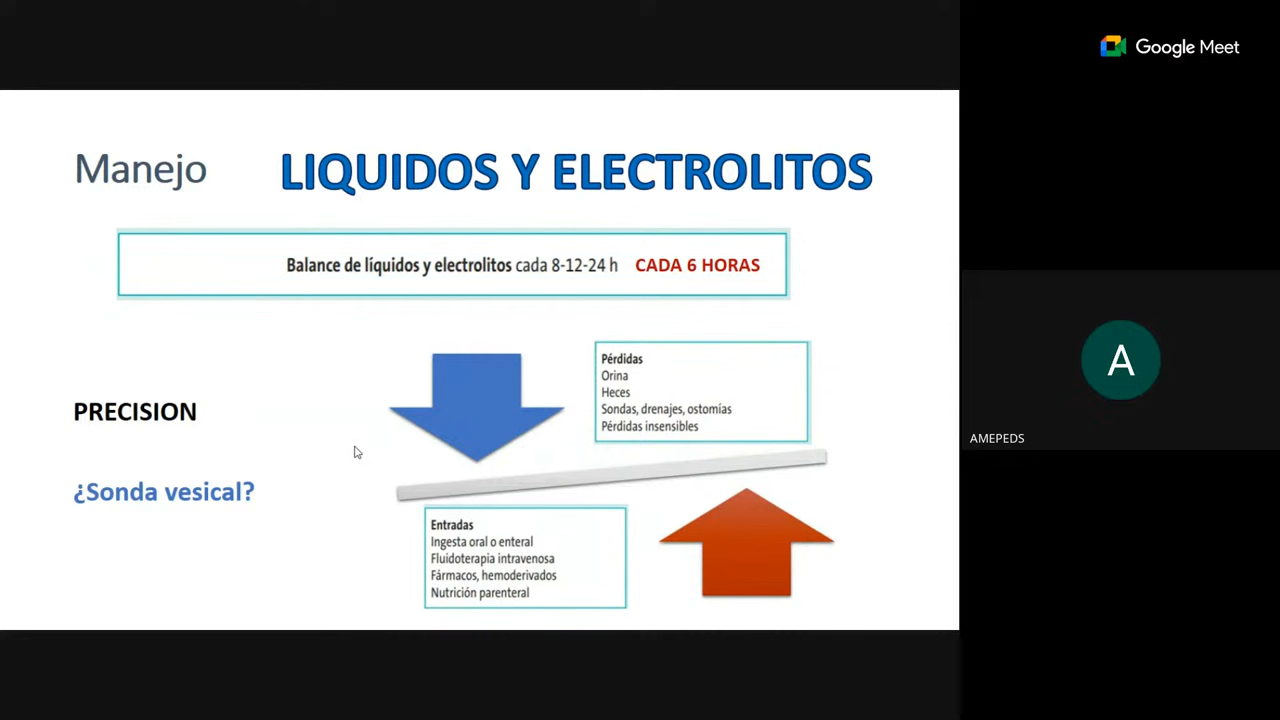 Google Meet
Manejo
LIQUIDOS Y ELECTROLITOS
Balance de líquidos y electrolitos cada 8-12-24 h CADA 6 HORAS
Pérdidas
Orina
Heces
Sondas, drenajes, ostomías
Pérdidas insensibles
PRECISION
¿Sonda vesical?
Entradas
Ingesta oral o enteral
Fluidoterapia intravenosa
Fármacos, hemoderivados
Nutrición parenteral
A
AMEPEDS